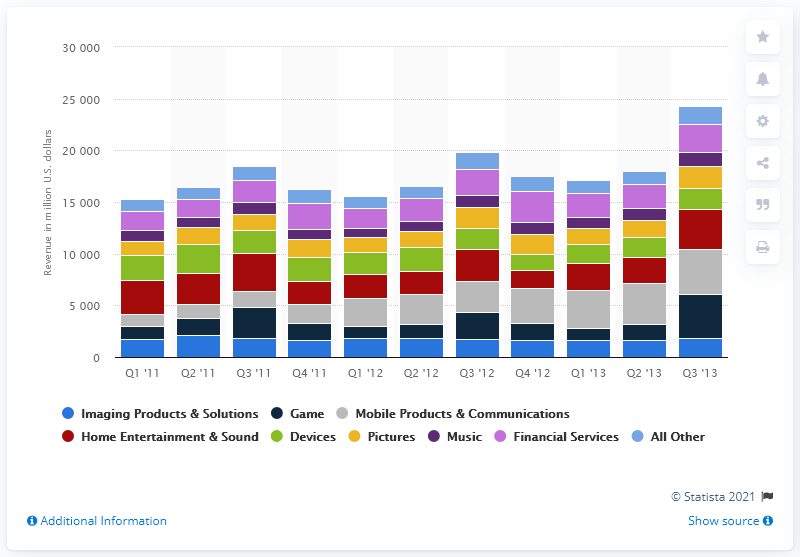 30 000
25 000
20 000
15 000
10 000
5 000
0
Revenue in million U.S. dollars
Q1 '11 Q2 '11 Q3 '11 Q4 '11 Q1 '12 Q2 '12 Q3 '12 Q4 '12 Q1 '13 Q2 '13 Q3 '13
Imaging Products & Solutions Game Mobile Products & Communications
Home Entertainment & Sound Devices Pictures Music Financial Services All Other
© Statista 2021
Additional Information Show source